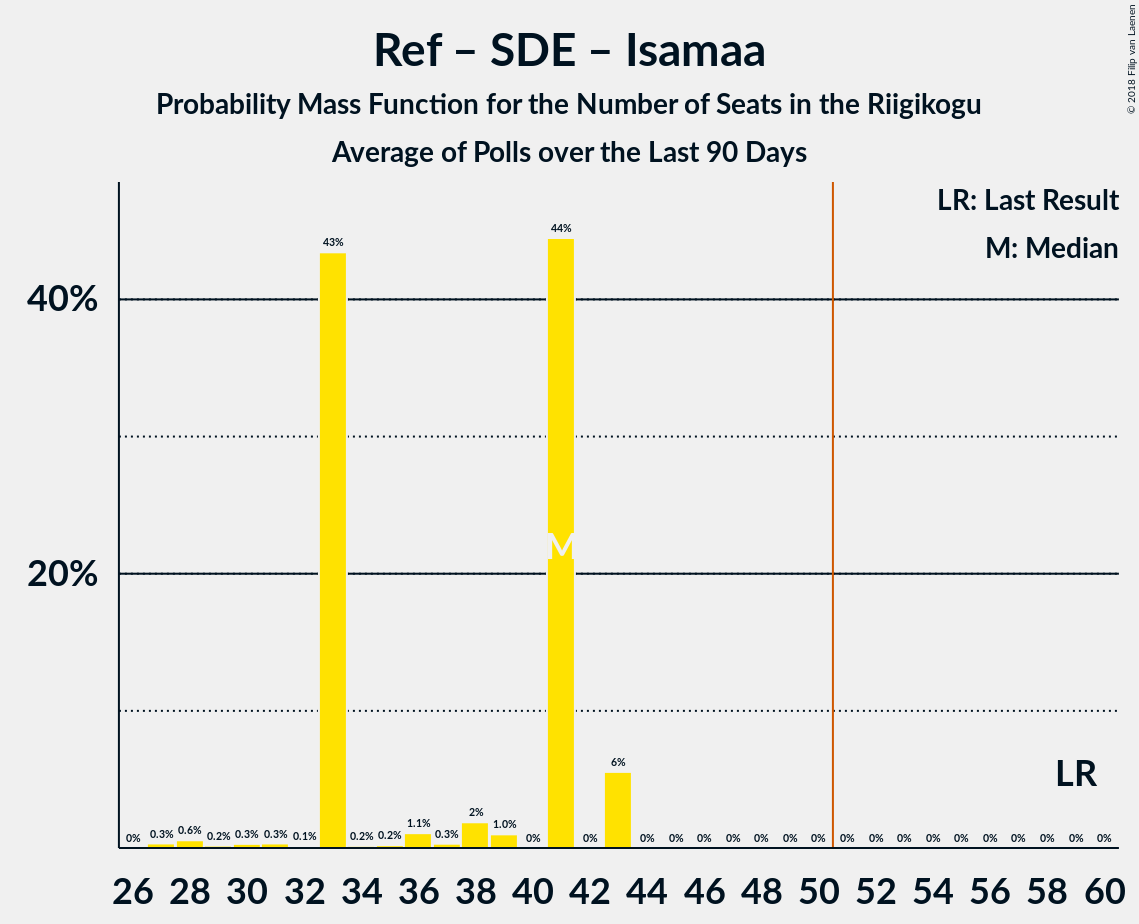 Ref – SDE – Isamaa
Probability Mass Function for the Number of Seats in the Riigikogu
Average of Polls over the Last 90 Days
© 2018 Filip van Laenen
LR: Last Result
M: Median
40%
20%
0% 0.3% 0.6% 0.2% 0.3% 0.3% 0.1% 43% 0.2% 0.2% 1.1% 0.3% 2% 1.0% 0% 44% 0% 6% 0% 0% 0% 0% 0% 0% 0% 0% 0% 0% 0% 0% 0% 0% 0% 0% 0%
M
LR
26 28 30 32 34 36 38 40 42 44 46 48 50 52 54 56 58 60